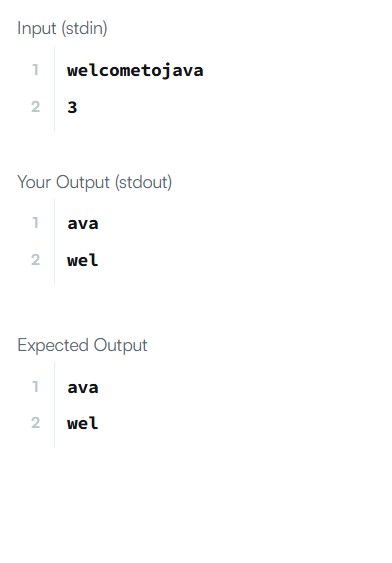 Input (stdin)
1 welcometojava
2 3
Your Output (stdout)
1 ava
2 wel
Expected Output
1 ava
2 wel